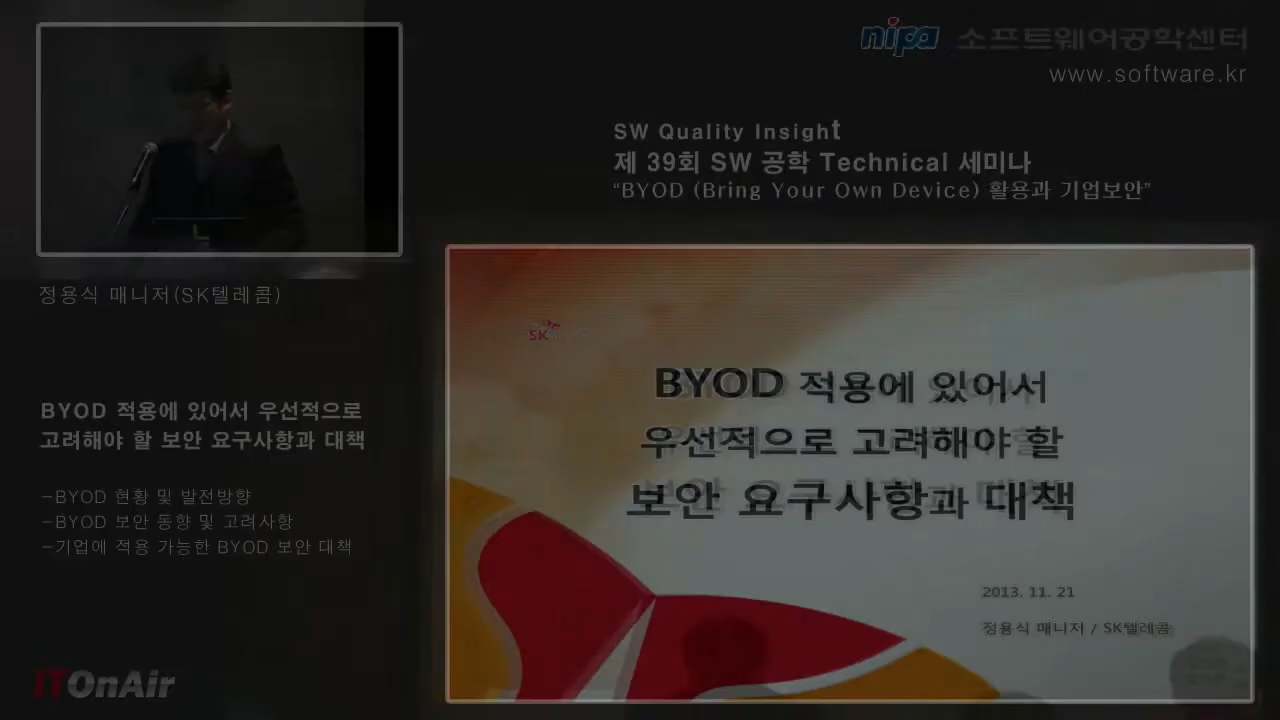 nipa 소프트웨어공학센터
www.software.kr
SW Quality Insight
제 39회 SW 공학 Technical 세미나
“BYOD (Bring Your Own Device) 활용과 기업보안”
정용식 매니저(SK텔레콤)
BYOD 적용에 있어서 우선적으로
고려해야 할 보안 요구사항과 대책
-BYOD 현황 및 발전방향
-BYOD 보안 동향 및 고려사항
-기업에 적용 가능한 BYOD 보안 대책
ITOnAir
SK
BYOD 적용에 있어서
우선적으로 고려해야 할
보안 요구사항과 대책
2013. 11. 21
정용식 매니저 / SK텔레콤